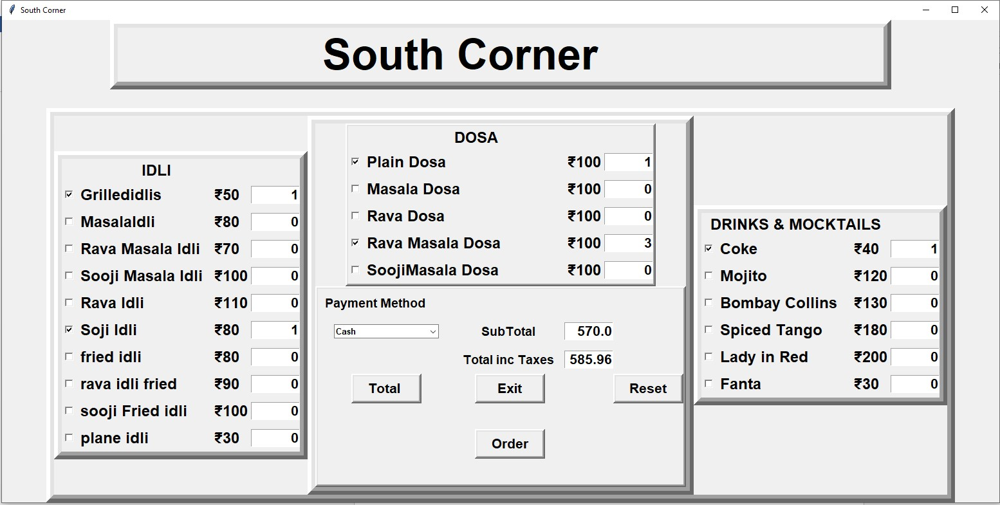 South Corner
South Corner
IDLI
Grilledidlis ₹50 1
MasalaIdli ₹80 0
Rava Masala Idli ₹70 0
Sooji Masala Idli ₹100 0
Rava Idli ₹110 0
Soji Idli ₹80 1
fried idli ₹80 0
rava idli fried ₹90 0
sooji Fried idli ₹100 0
plane idli ₹30 0
DOSA
Plain Dosa ₹100 1
Masala Dosa ₹100 0
Rava Dosa ₹100 0
Rava Masala Dosa ₹100 3
SoojiMasala Dosa ₹100 0
Payment Method
Cash SubTotal 570.0
Total inc Taxes 585.96
Total Exit Reset
Order
DRINKS & MOCKTAILS
Coke ₹40 1
Mojito ₹120 0
Bombay Collins ₹130 0
Spiced Tango ₹180 0
Lady in Red ₹200 0
Fanta ₹30 0